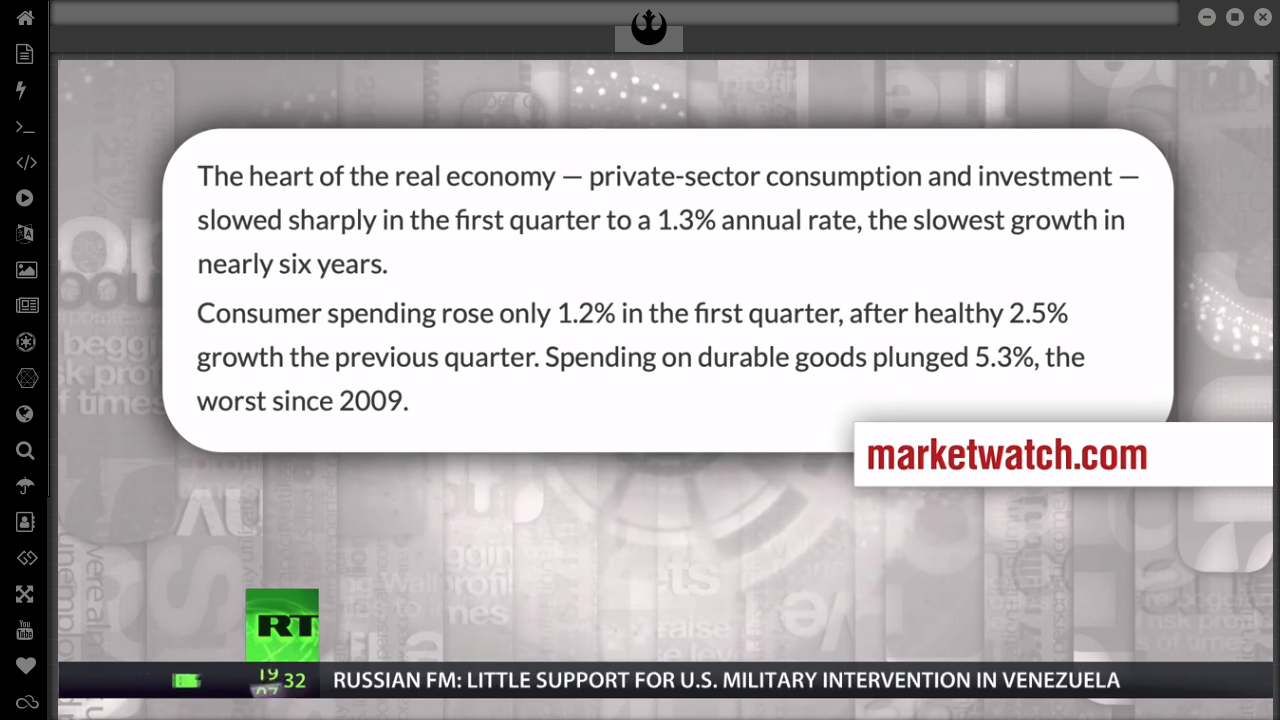 The heart of the real economy — private-sector consumption and investment —
slowed sharply in the first quarter to a 1.3% annual rate, the slowest growth in
nearly six years.
Consumer spending rose only 1.2% in the first quarter, after healthy 2.5%
growth the previous quarter. Spending on durable goods plunged 5.3%, the
worst since 2009.
marketwatch.com
RT
32
RUSSIAN FM: LITTLE SUPPORT FOR U.S. MILITARY INTERVENTION IN VENEZUELA
You
Tube